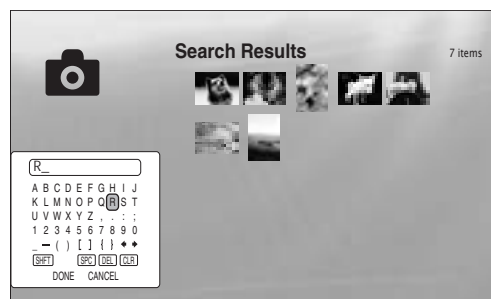 Search Results
7 items
R_
A B C D E F G H I J
K L M N O P Q R S T
U V W X Y Z , . : ;
1 2 3 4 5 6 7 8 9 0
_ – ( ) [ ] { }
SHFT SPC DEL CLR
DONE CANCEL